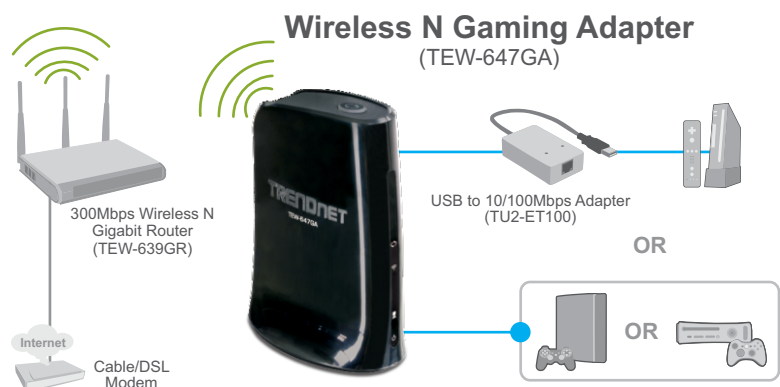 Wireless N Gaming Adapter
(TEW-647GA)
300Mbps Wireless N
Gigabit Router
(TEW-639GR)
Internet
Cable/DSL
Modem
TRENDNET
TEW-647GA
USB to 10/100Mbps Adapter
(TU2-ET100)
OR
OR